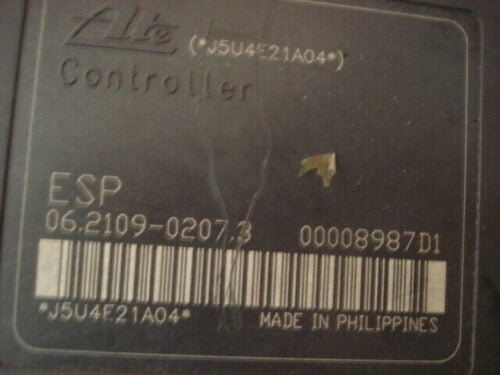 Ate (*J5U4E21A04*)
Controller
ESP
06.2109-0207.3 00008987D1
*J5U4E21A04* MADE IN PHILIPPINES